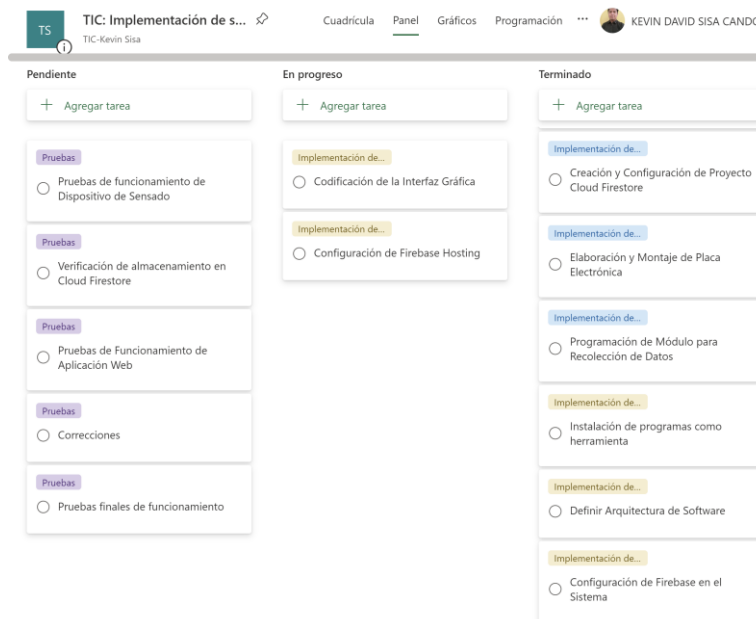 TS
TIC: Implementación de s...
TIC-Kevin Sisa
Cuadrícula
Panel
Gráficos
Programación
...
KEVIN DAVID SISA CANDO
Pendiente
Agregar tarea
Pruebas
Pruebas de funcionamiento de
Dispositivo de Sensado
Pruebas
Verificación de almacenamiento en
Cloud Firestore
Pruebas
Pruebas de Funcionamiento de
Aplicación Web
Pruebas
Correcciones
Pruebas
Pruebas finales de funcionamiento
En progreso
Agregar tarea
Implementación de...
Codificación de la Interfaz Gráfica
Implementación de...
Configuración de Firebase Hosting
Terminado
Agregar tarea
Implementación de...
Creación y Configuración de Proyecto
Cloud Firestore
Implementación de...
Elaboración y Montaje de Placa
Electrónica
Implementación de...
Programación de Módulo para
Recolección de Datos
Implementación de...
Instalación de programas como
herramienta
Implementación de...
Definir Arquitectura de Software
Implementación de...
Configuración de Firebase en el
Sistema